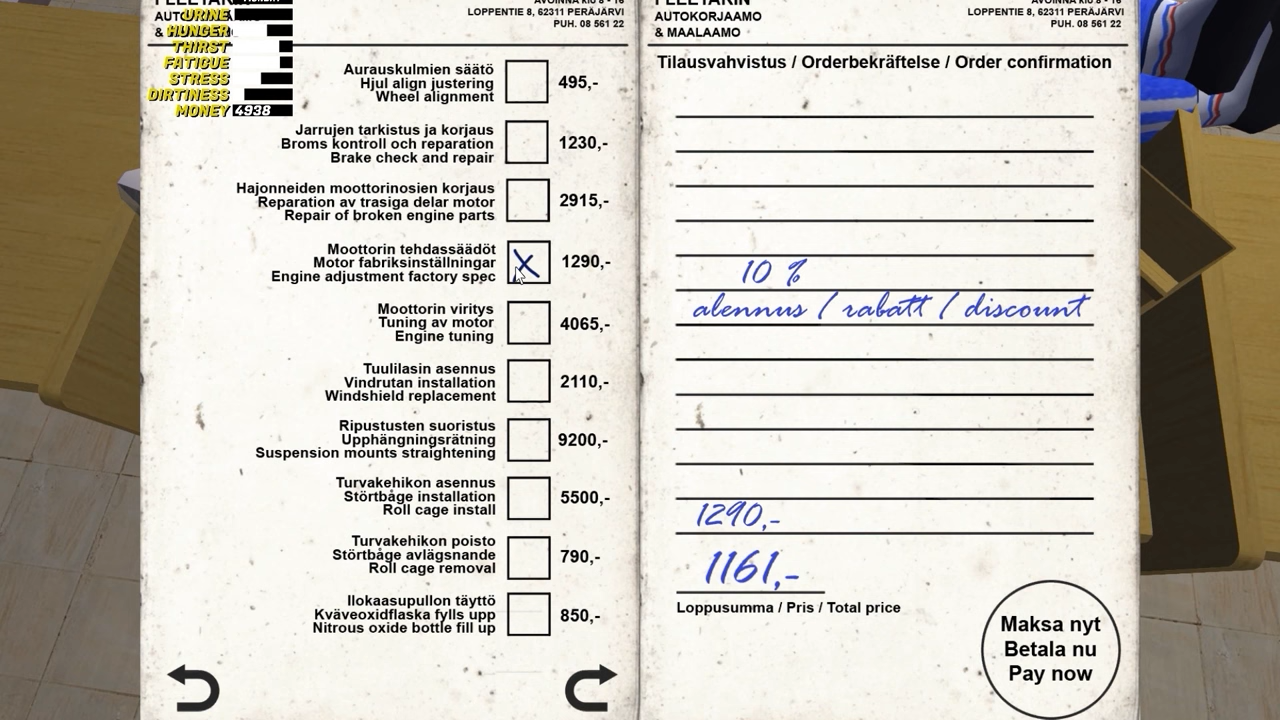 URINE
HUNGER
THIRST
FATIGUE
STRESS
DIRTINESS
MONEY 4938
& MAALAAMO
LOPPENTIE 8, 62311 PERÄJÄRVI
PUH. 08 561 22
Aurauskulmien säätö
Hjul align justering
Wheel alignment
495,-
Jarrujen tarkistus ja korjaus
Broms kontroll och reparation
Brake check and repair
1230,-
Hajonneiden moottorinosien korjaus
Reparation av trasiga delar motor
Repair of broken engine parts
2915,-
Moottorin tehdassäädöt
Motor fabriksinställningar
Engine adjustment factory spec
X
1290,-
Moottorin viritys
Tuning av motor
Engine tuning
4065,-
Tuulilasin asennus
Vindrutan installation
Windshield replacement
2110,-
Ripustusten suoristus
Upphängningsrätning
Suspension mounts straightening
9200,-
Turvakehikon asennus
Störtbåge installation
Roll cage install
5500,-
Turvakehikon poisto
Störtbåge avlägsnande
Roll cage removal
790,-
Ilokaasupullon täyttö
Kväveoxidflaska fylls upp
Nitrous oxide bottle fill up
850,-
AUTOKORJAAMO
& MAALAAMO
LOPPENTIE 8, 62311 PERÄJÄRVI
PUH. 08 561 22
Tilausvahvistus / Orderbekräftelse / Order confirmation
10 %
alennus / rabatt / discount
1290,-
1161,-
Loppusumma / Pris / Total price
Maksa nyt
Betala nu
Pay now